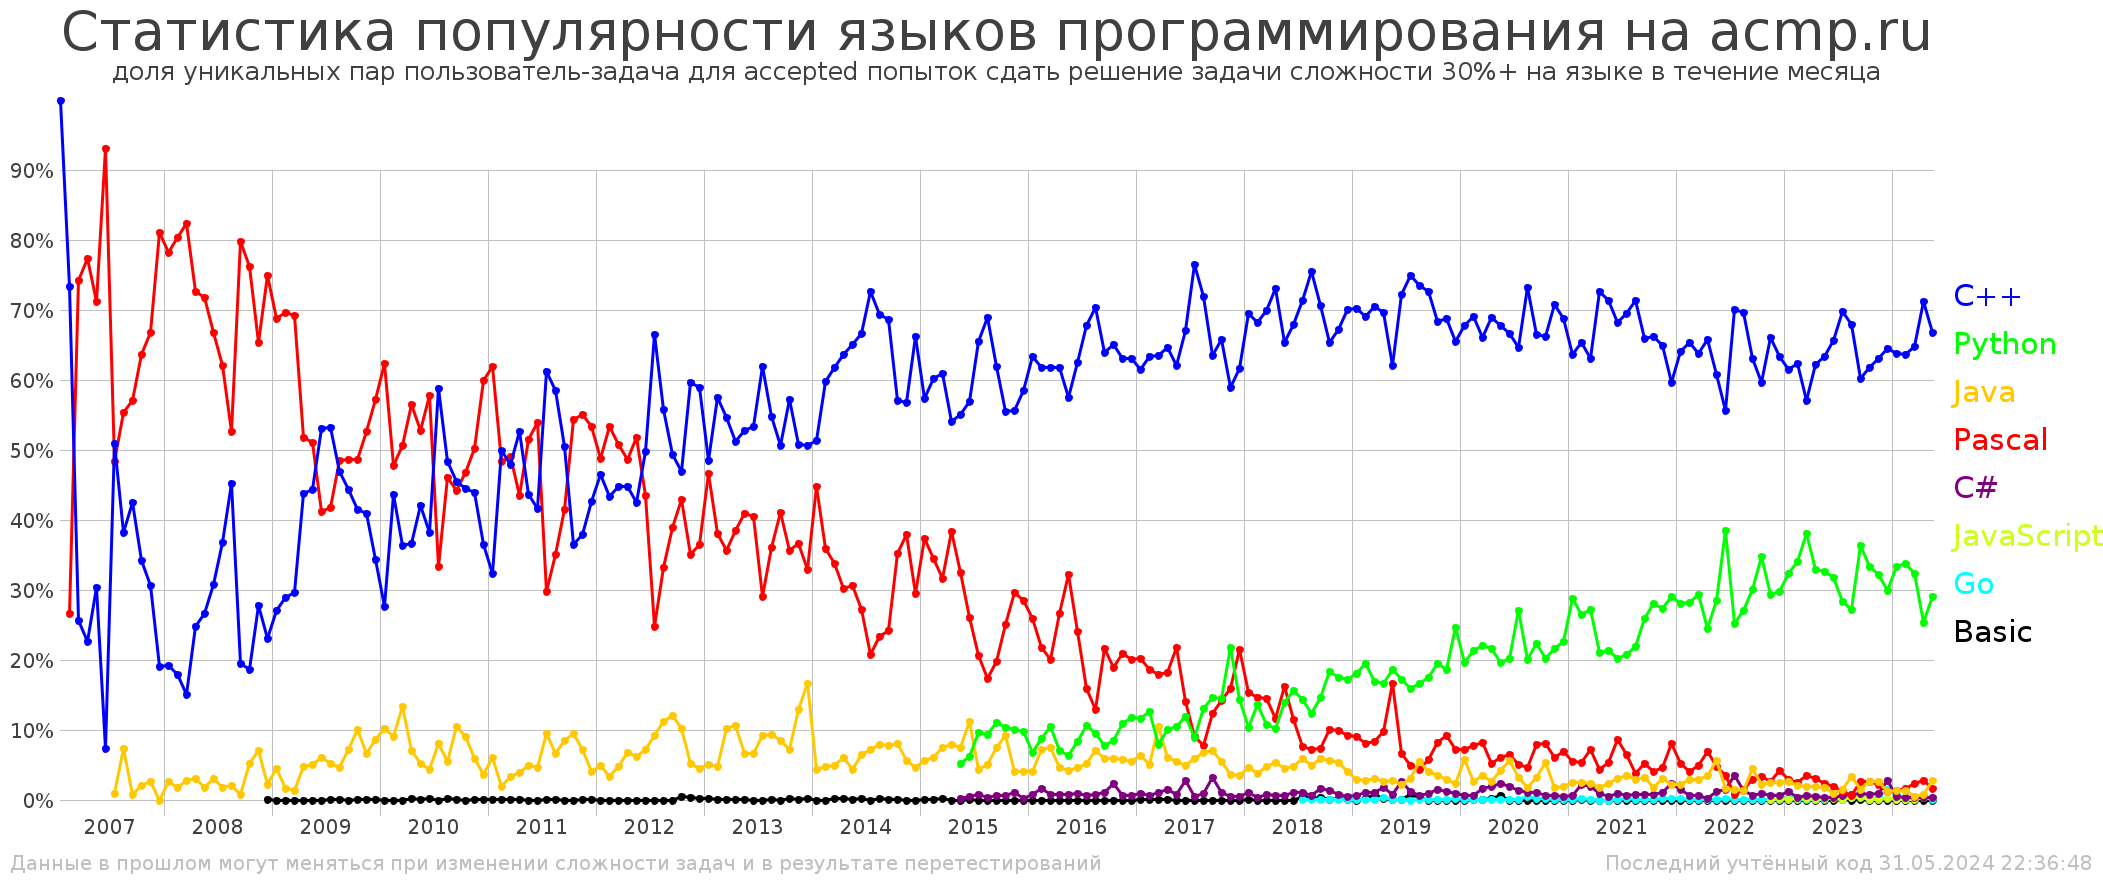 Статистика популярности языков программирования на acmp.ru
доля уникальных пар пользователь-задача для accepted попыток сдать решение задачи сложности 30%+ на языке в течение месяца
90%
80%
70%
60%
50%
40%
30%
20%
10%
0%
C++
Python
Java
Pascal
C#
JavaScript
Go
Basic
2007 2008 2009 2010 2011 2012 2013 2014 2015 2016 2017 2018 2019 2020 2021 2022 2023
Данные в прошлом могут меняться при изменении сложности задач и в результате перетестирований
Последний учтённый код 31.05.2024 22:36:48